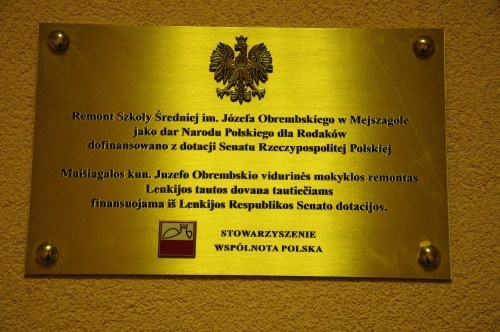 Remont Szkoły Średniej im. Józefa Obrembskiego w Mejszagole
jako dar Narodu Polskiego dla Rodaków
dofinansowano z dotacji Senatu Rzeczypospolitej Polskiej
Maišiagalos kun. Juzefo Obrembskio vidurinės mokyklos remontas
Lenkijos tautos dovana tautiečiams
finansuojama iš Lenkijos Respublikos Senato dotacijos.
STOWARZYSZENIE
WSPÓLNOTA POLSKA